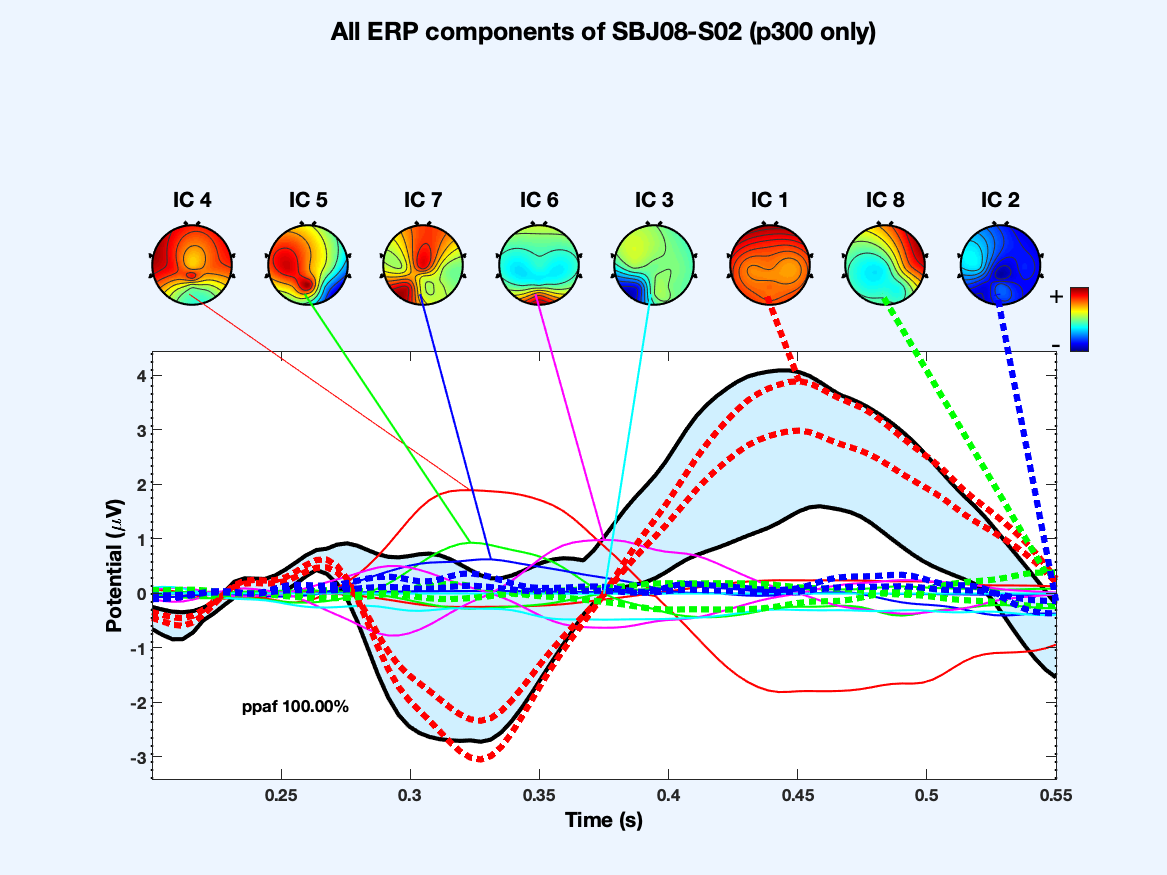 All ERP components of SBJ08-S02 (p300 only)
IC 4 IC 5 IC 7 IC 6 IC 3 IC 1 IC 8 IC 2
+
-
4
3
2
1
0
-1
-2
-3
Potential (μV)
ppaf 100.00%
0.25 0.3 0.35 0.4 0.45 0.5 0.55
Time (s)